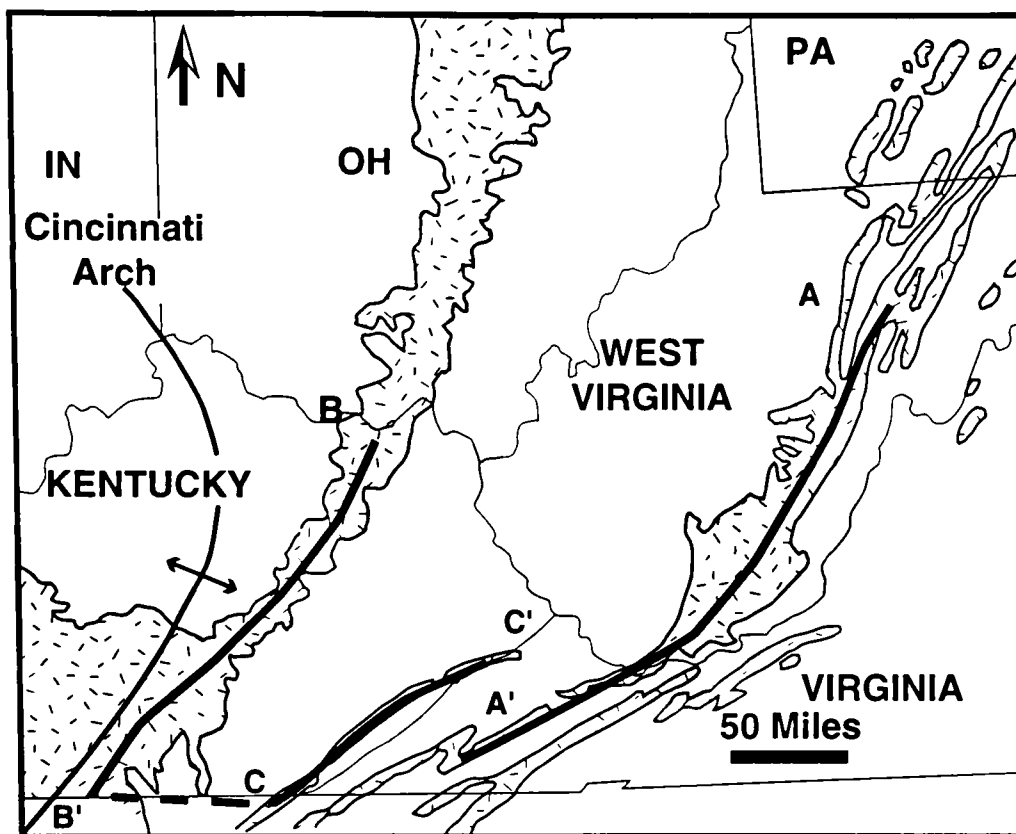 PA
N
IN
OH
Cincinnati
Arch
A
WEST
VIRGINIA
B
KENTUCKY
C'
A'
VIRGINIA
50 Miles
C
B'